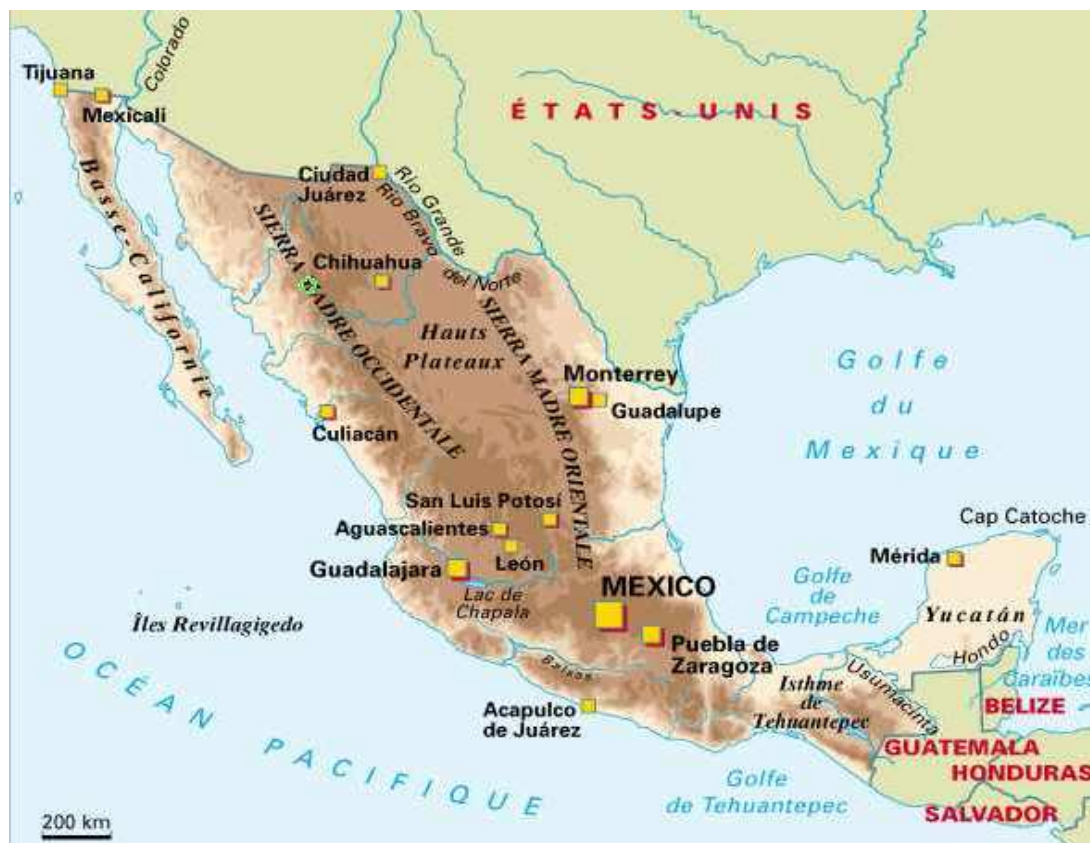 Tijuana
Mexicali
Colorado
ÉTATS-UNIS
Ciudad
Juárez
Río Grande
Río Bravo
del Norte
Basse-Californie
SIERRA MADRE OCCIDENTALE
Chihuahua
Hauts
Plateaux
SIERRA MADRE ORIENTALE
Monterrey
Guadalupe
Culiacán
Golfe
du
Mexique
San Luis Potosí
Aguascalientes
León
Guadalajara
Lac de
Chapala
MEXICO
Puebla de
Zaragoza
Cap Catoche
Mérida
Yucatán
Golfe
de
Campeche
Hondo
Mer
des
Caraïbes
Îles Revillagigedo
OCÉAN PACIFIQUE
Balsas
Acapulco
de Juárez
Isthme
de
Tehuantepec
Usumacinta
BELIZE
GUATEMALA
HONDURAS
SALVADOR
Golfe
de Tehuantepec
200 km